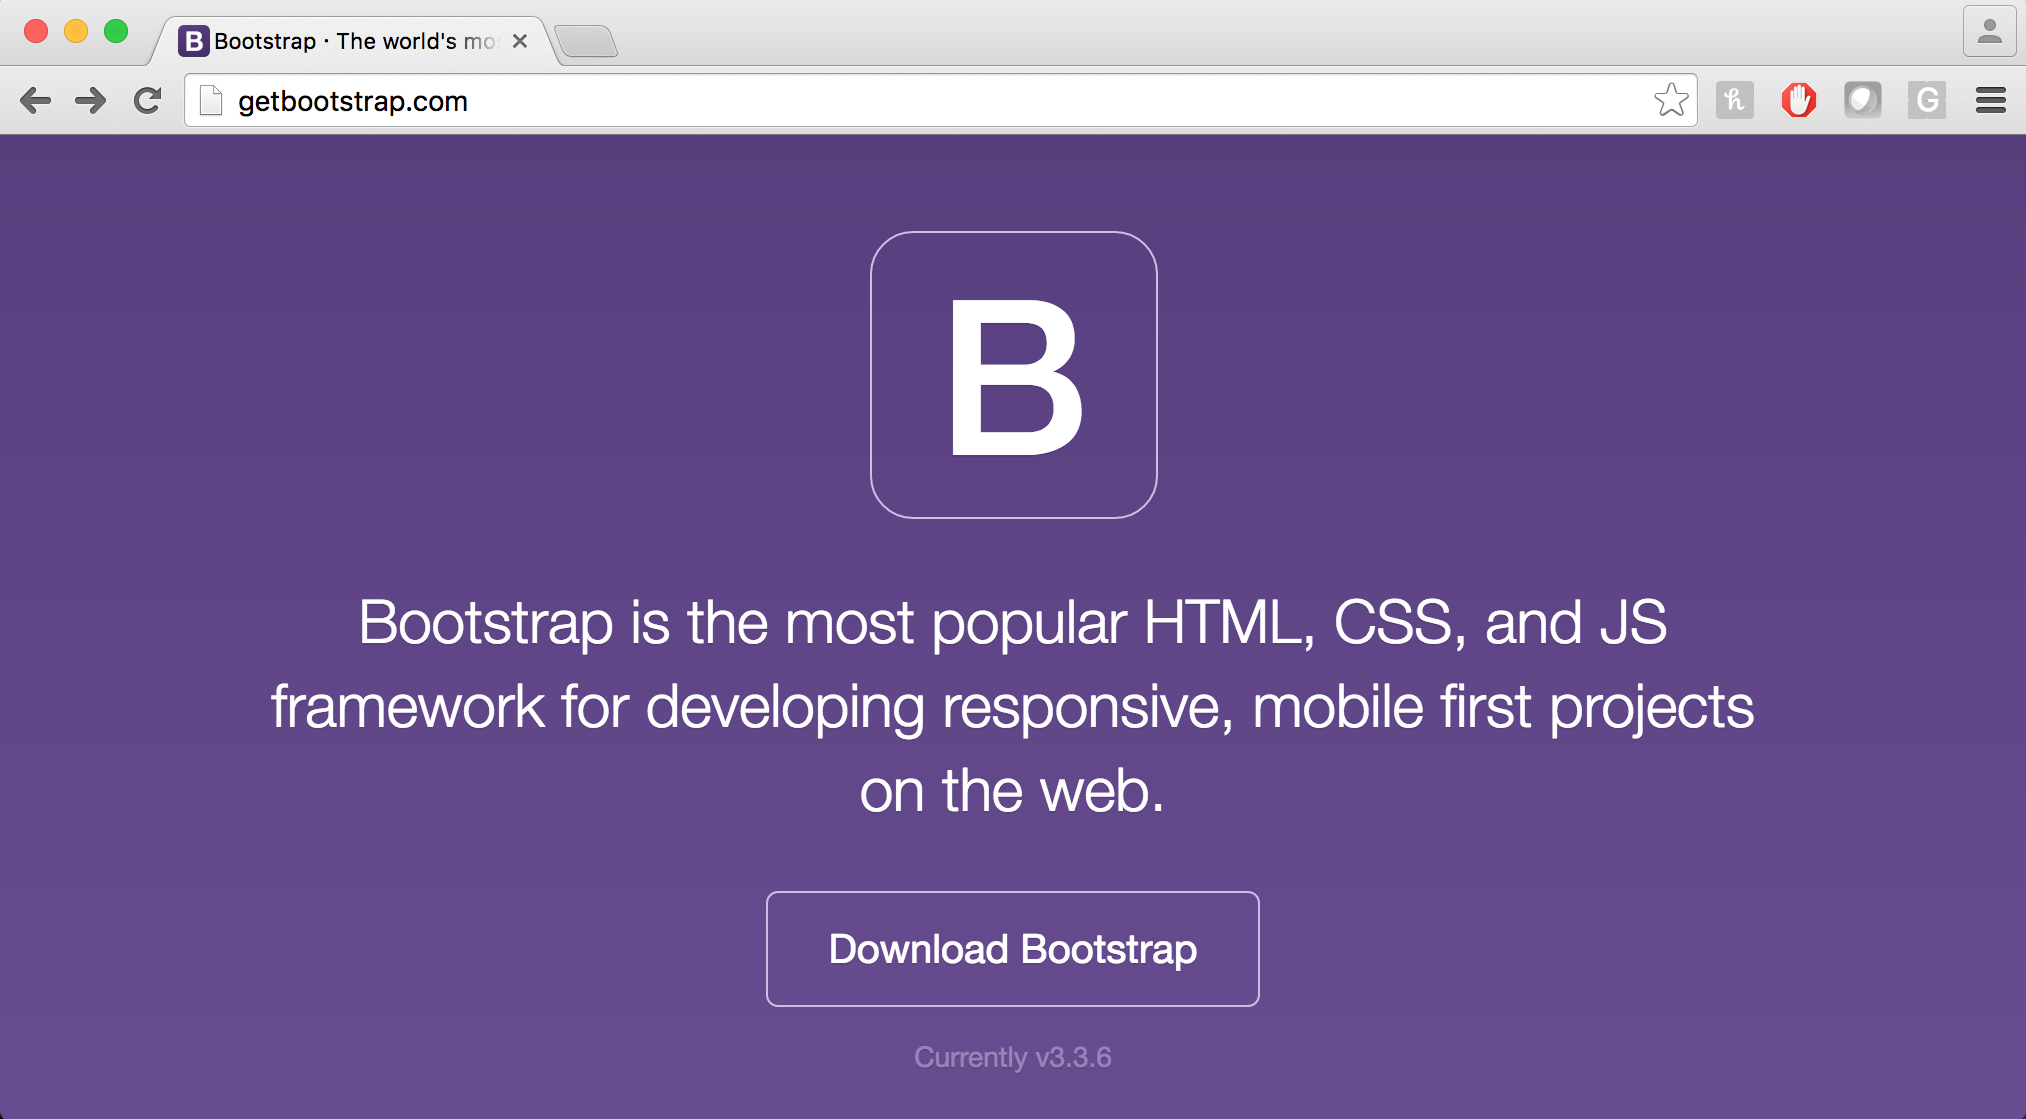 B Bootstrap · The world's mo
getbootstrap.com
h
G
B
Bootstrap is the most popular HTML, CSS, and JS
framework for developing responsive, mobile first projects
on the web.
Download Bootstrap
Currently v3.3.6